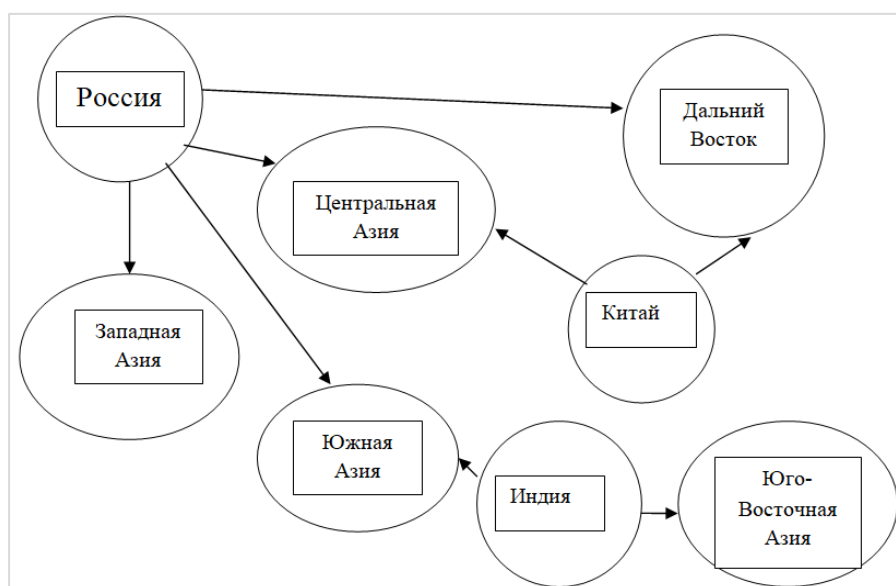 Россия
Дальний
Восток
Центральная
Азия
Китай
Западная
Азия
Южная
Азия
Индия
Юго-
Восточная
Азия